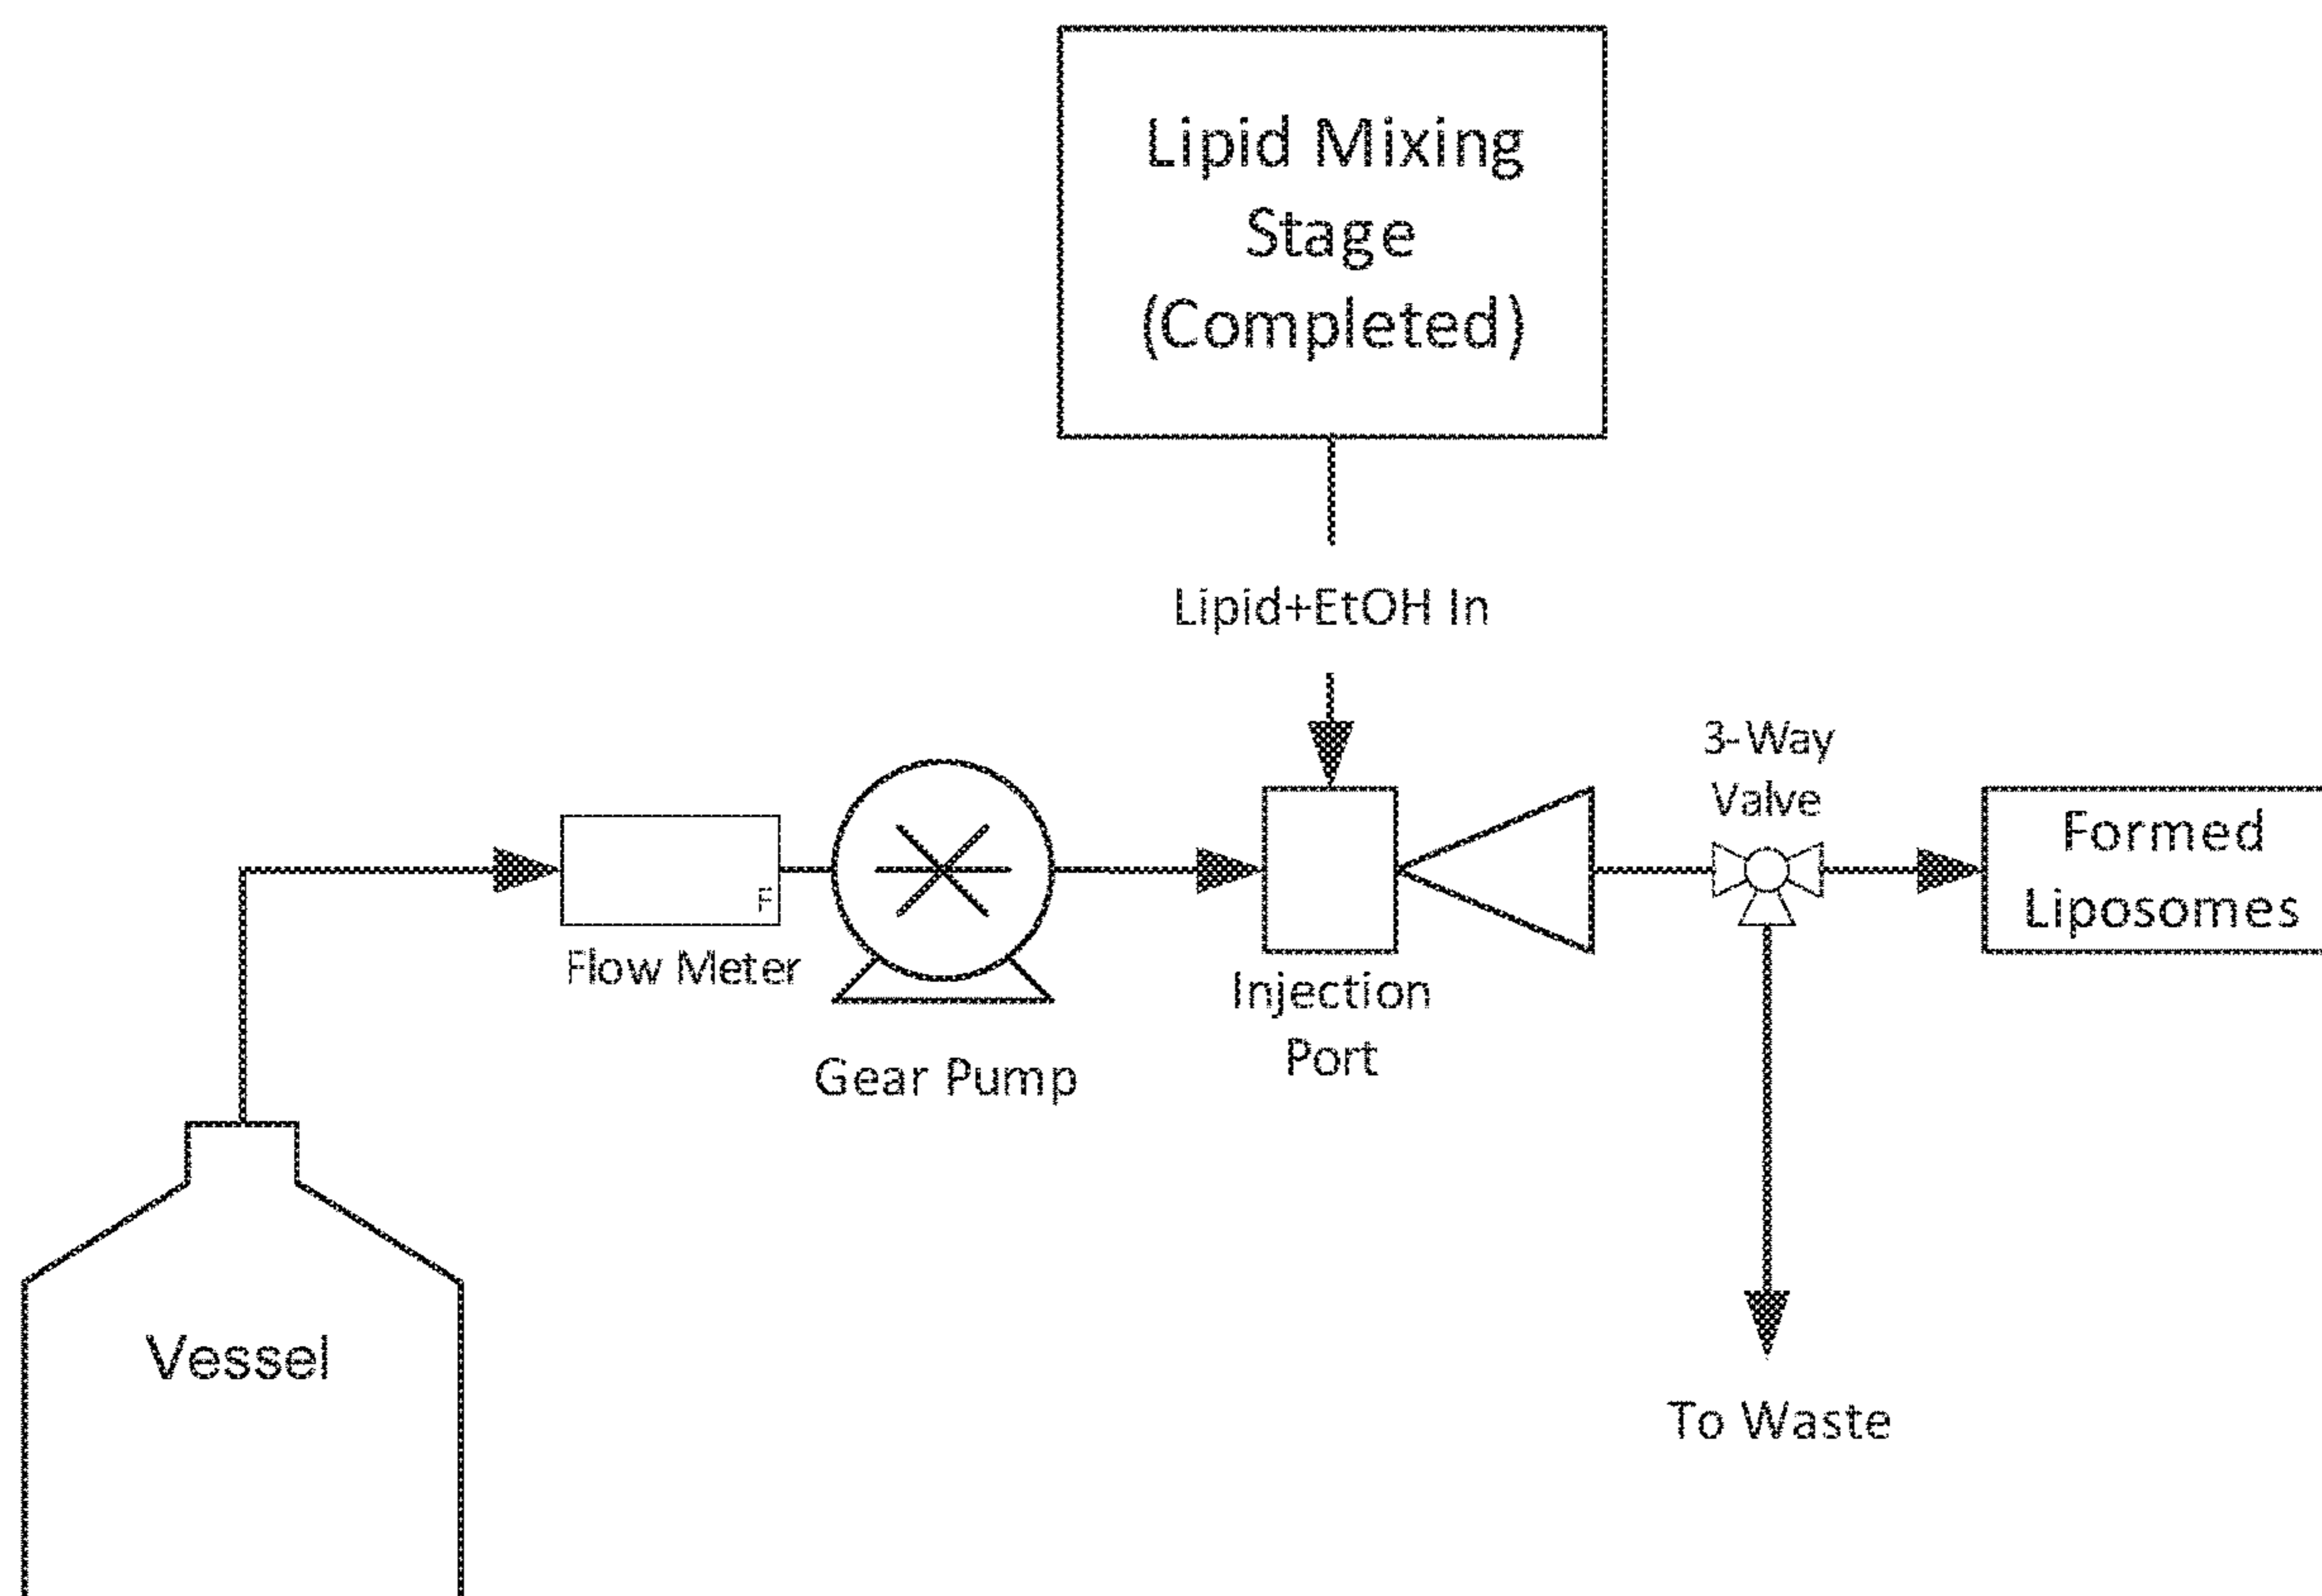 Lipid Mixing
Stage
(Completed)
Lipid+EtOH In
3-Way
Valve
Formed
Liposomes
F
Flow Meter
Injection
Port
Gear Pump
Vessel
To Waste